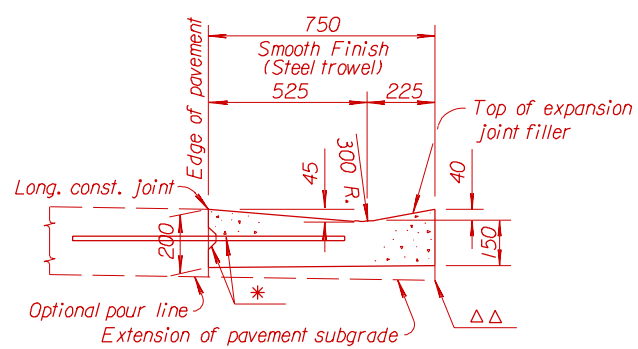 750
Smooth Finish
(Steel trowel)
525
225
Edge of pavement
Top of expansion
joint filler
300 R.
45
40
Long. const. joint
200
150
*
Optional pour line
△△
Extension of pavement subgrade